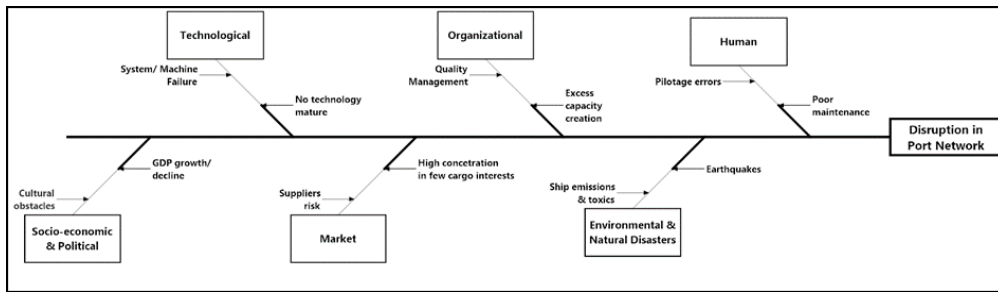 Technological
Organizational
Human
System/ Machine
Failure
Quality
Management
Pilotage errors
No technology
mature
Excess
capacity
creation
Poor
maintenance
Disruption in
Port Network
GDP growth/
decline
High concetration
in few cargo interests
Earthquakes
Cultural
obstacles
Suppliers
risk
Ship emissions
& toxics
Socio-economic
& Political
Market
Environmental &
Natural Disasters